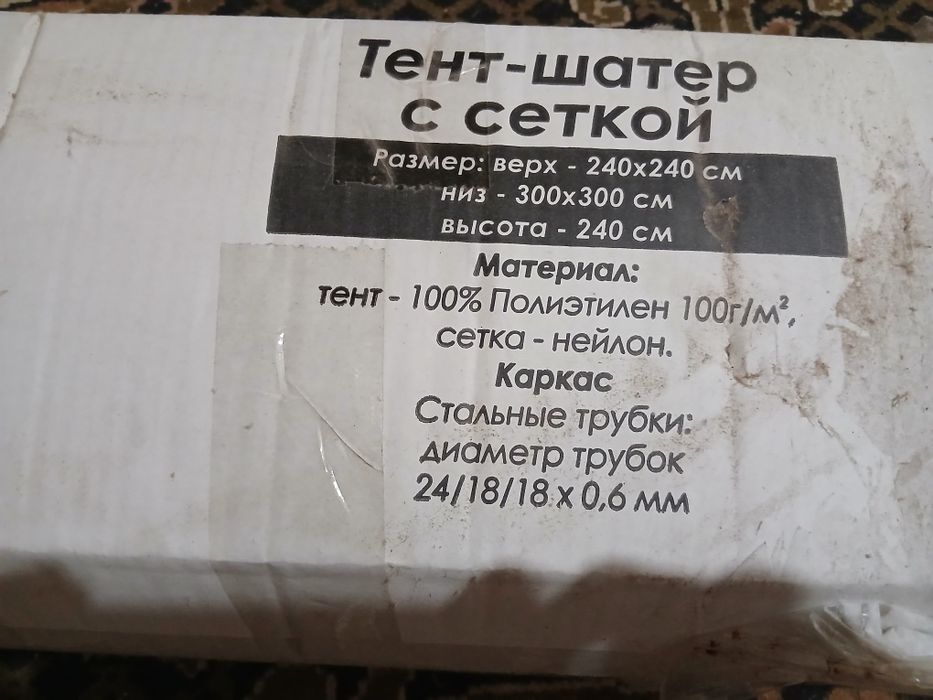 Тент-шатер
с сеткой
Размер: верх - 240х240 см
низ - 300х300 см
высота - 240 см
Материал:
тент - 100% Полиэтилен 100г/м²,
сетка - нейлон.
Каркас
Стальные трубки:
диаметр трубок
24/18/18 х 0,6 мм